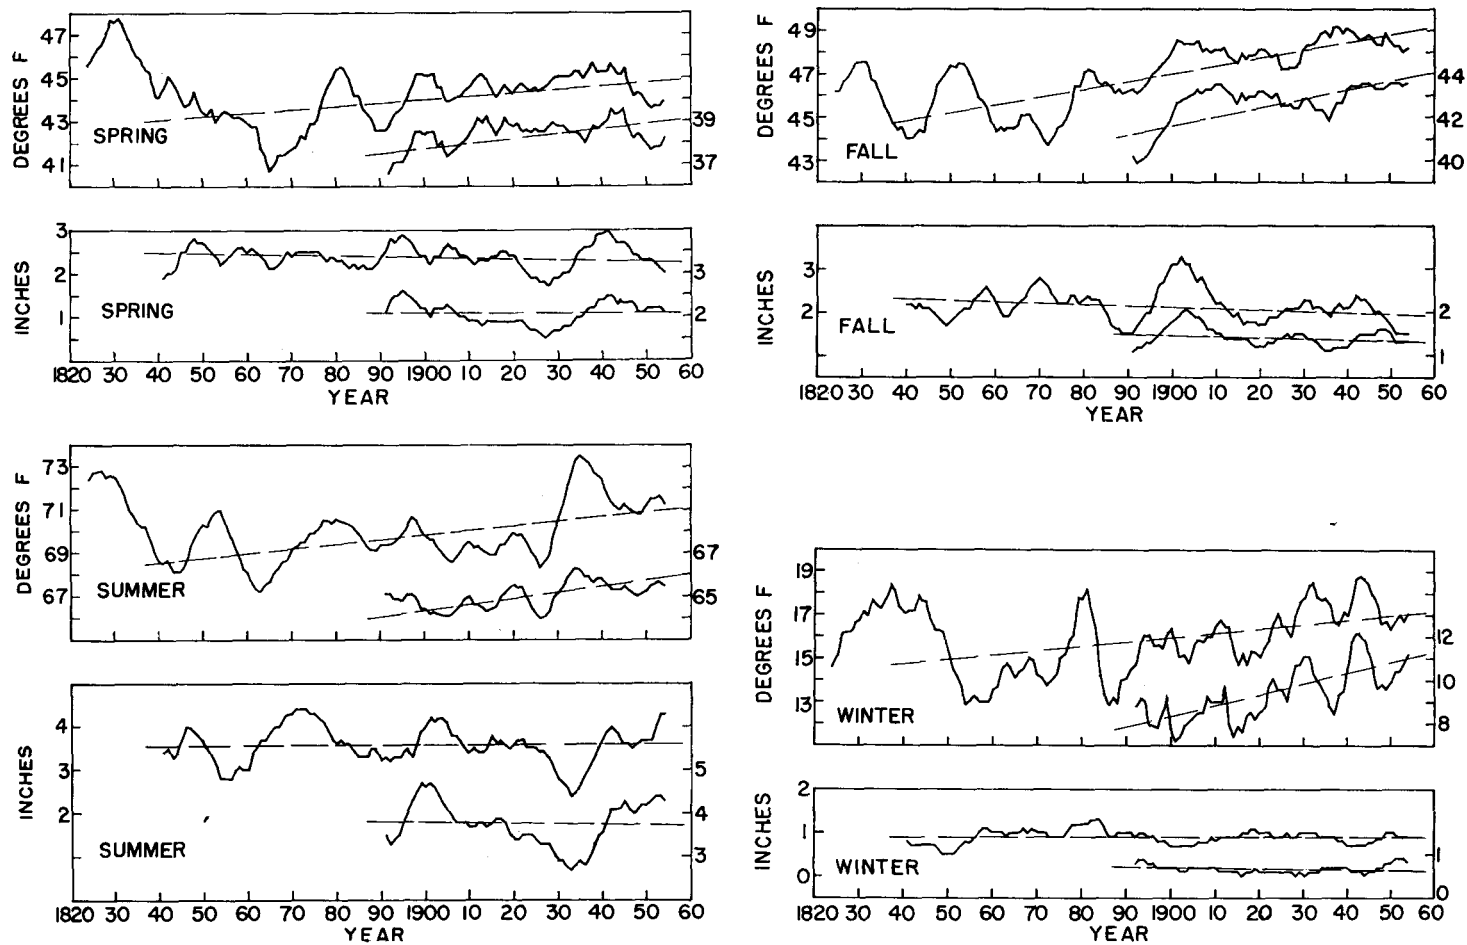 DEGREES F
47
45
43
41
SPRING
39
37
INCHES
3
2
1
SPRING
3
2
1820 30 40 50 60 70 80 90 1900 10 20 30 40 50 60
YEAR
DEGREES F
49
47
45
43
FALL
44
42
40
INCHES
3
2
FALL
2
1
1820 30 40 50 60 70 80 90 1900 10 20 30 40 50 60
YEAR
DEGREES F
73
71
69
67
SUMMER
67
65
INCHES
4
3
2
SUMMER
5
4
3
1820 30 40 50 60 70 80 90 1900 10 20 30 40 50 60
YEAR
DEGREES F
19
17
15
13
WINTER
12
10
8
INCHES
2
1
0
WINTER
1
0
1820 30 40 50 60 70 80 90 1900 10 20 30 40 50 60
YEAR